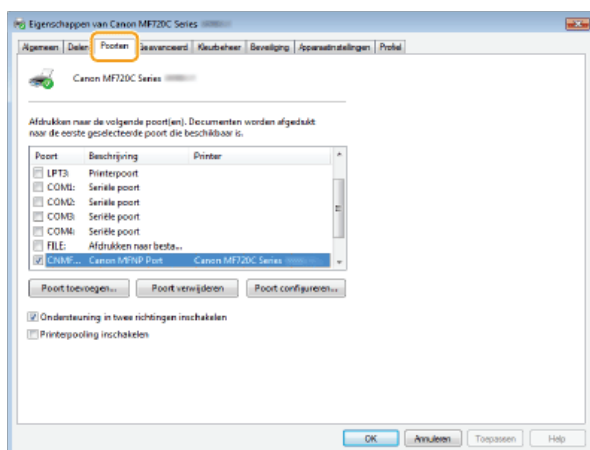 Eigenschappen van Canon MF720C Series
Algemeen Delen Poorten Geavanceerd Kleurbeheer Beveiliging Apparaatinstellingen Profiel
Canon MF720C Series
Afdrukken naar de volgende poort(en). Documenten worden afgedrukt
naar de eerste geselecteerde poort die beschikbaar is.
Poort Beschrijving Printer
LPT3: Printerpoort
COM1: Seriële poort
COM2: Seriële poort
COM3: Seriële poort
COM4: Seriële poort
FILE: Afdrukken naar besta...
CNMF... Canon MFNP Port Canon MF720C Series
Poort toevoegen... Poort verwijderen Poort configureren...
Ondersteuning in twee richtingen inschakelen
Printerpooling inschakelen
OK Annuleren Toepassen Help